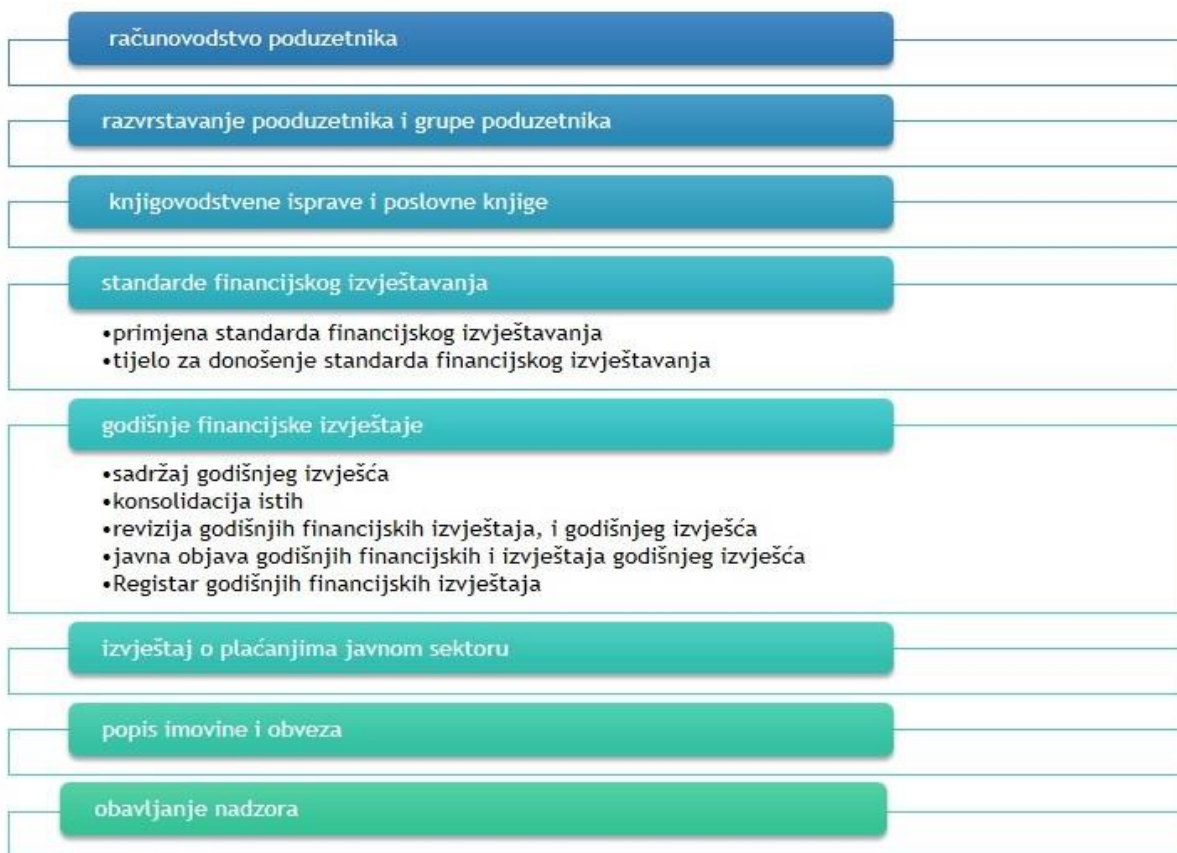 računovodstvo poduzetnika
razvrstavanje pooduzetnika i grupe poduzetnika
knjigovodstvene isprave i poslovne knjige
standarde financijskog izvještavanja
•primjena standarda financijskog izvještavanja
•tijelo za donošenje standarda financijskog izvještavanja
godišnje financijske izvještaje
•sadržaj godišnjeg izvješća
•konsolidacija istih
•revizija godišnjih financijskih izvještaja, i godišnjeg izvješća
•javna objava godišnjih financijskih i izvještaja godišnjeg izvješća
•Registar godišnjih financijskih izvještaja
izvještaj o plaćanjima javnom sektoru
popis imovine i obveza
obavljanje nadzora